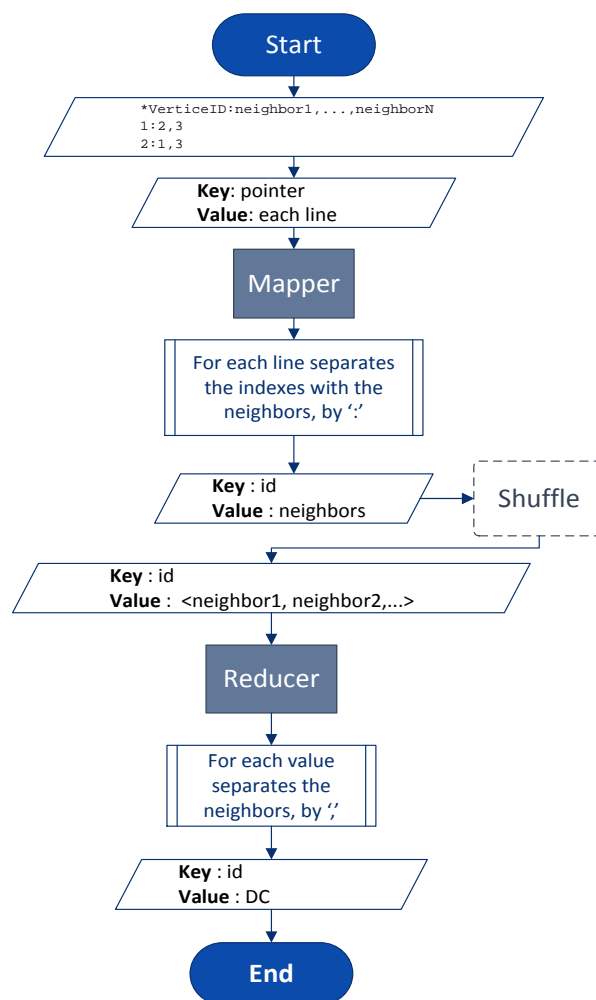 Start
*VerticeID:neighbor1,...,neighborN
1:2,3
2:1,3
Key: pointer
Value: each line
Mapper
For each line separates
the indexes with the
neighbors, by ‘:’
Key : id
Value : neighbors
Shuffle
Key : id
Value :  <neighbor1, neighbor2,...>
Reducer
For each value
separates the
neighbors, by ‘,’
Key : id
Value : DC
End